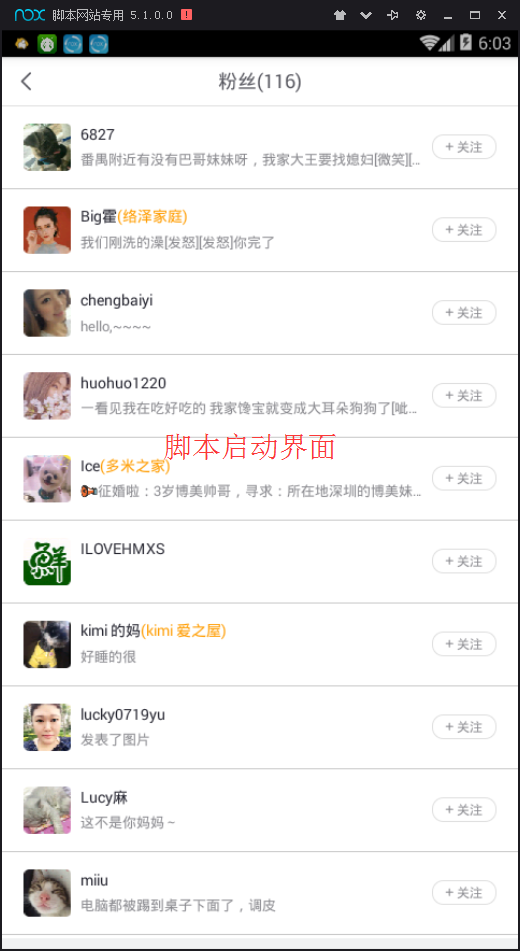 nox 脚本网站专用 5.1.0.0
6:03
粉丝(116)
6827
番禺附近有没有巴哥妹妹呀，我家大王要找媳妇[微笑][...
+ 关注
Big霍(络泽家庭)
我们刚洗的澡[发怒][发怒]你完了
+ 关注
chengbaiyi
hello,~~~~
+ 关注
huohuo1220
一看见我在吃好吃的 我家馋宝就变成大耳朵狗狗了[呲...
+ 关注
脚本启动界面
Ice(多米之家)
征婚啦：3岁博美帅哥，寻求：所在地深圳的博美妹...
+ 关注
ILOVEHMXS
+ 关注
鲜
kimi 的妈(kimi 爱之屋)
好睡的很
+ 关注
lucky0719yu
发表了图片
+ 关注
Lucy麻
这不是你妈妈 ~
+ 关注
miiu
电脑都被踢到桌子下面了，调皮
+ 关注